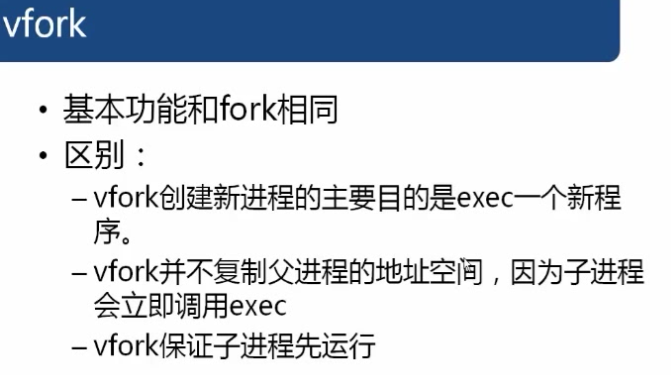 vfork
• 基本功能和fork相同
• 区别：
– vfork创建新进程的主要目的是exec一个新程
序。
– vfork并不复制父进程的地址空间，因为子进程
会立即调用exec
– vfork保证子进程先运行